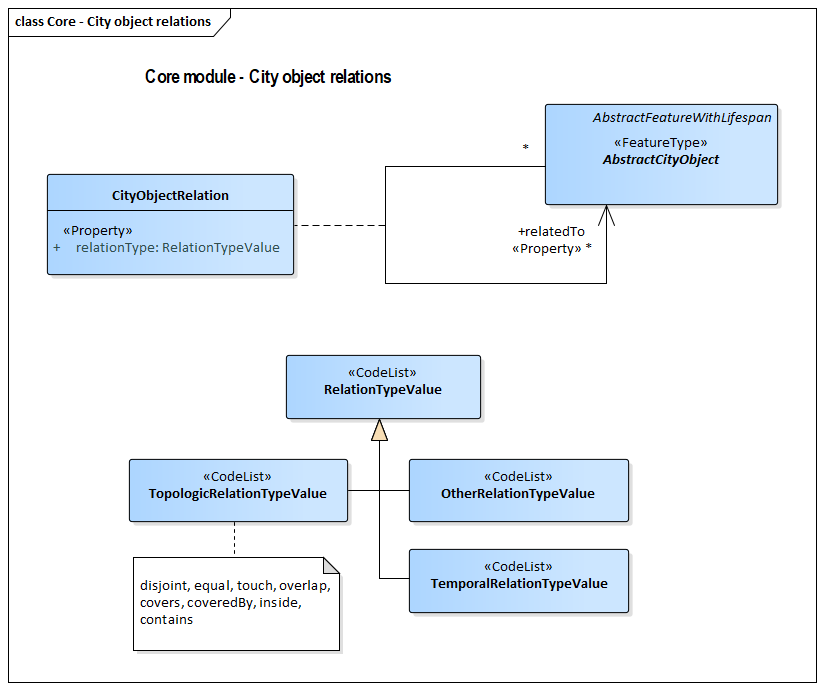 class Core - City object relations
Core module - City object relations
AbstractFeatureWithLifespan
«FeatureType»
AbstractCityObject
*
CityObjectRelation
«Property»
+ relationType: RelationTypeValue
+relatedTo
«Property» *
«CodeList»
RelationTypeValue
«CodeList»
TopologicRelationTypeValue
«CodeList»
OtherRelationTypeValue
«CodeList»
TemporalRelationTypeValue
disjoint, equal, touch, overlap,
covers, coveredBy, inside,
contains